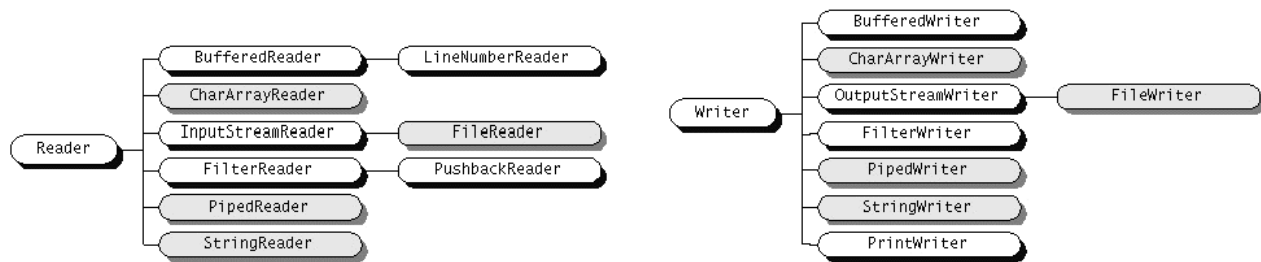 Reader
BufferedReader
LineNumberReader
CharArrayReader
InputStreamReader
FileReader
FilterReader
PushbackReader
PipedReader
StringReader
Writer
BufferedWriter
CharArrayWriter
OutputStreamWriter
FileWriter
FilterWriter
PipedWriter
StringWriter
PrintWriter